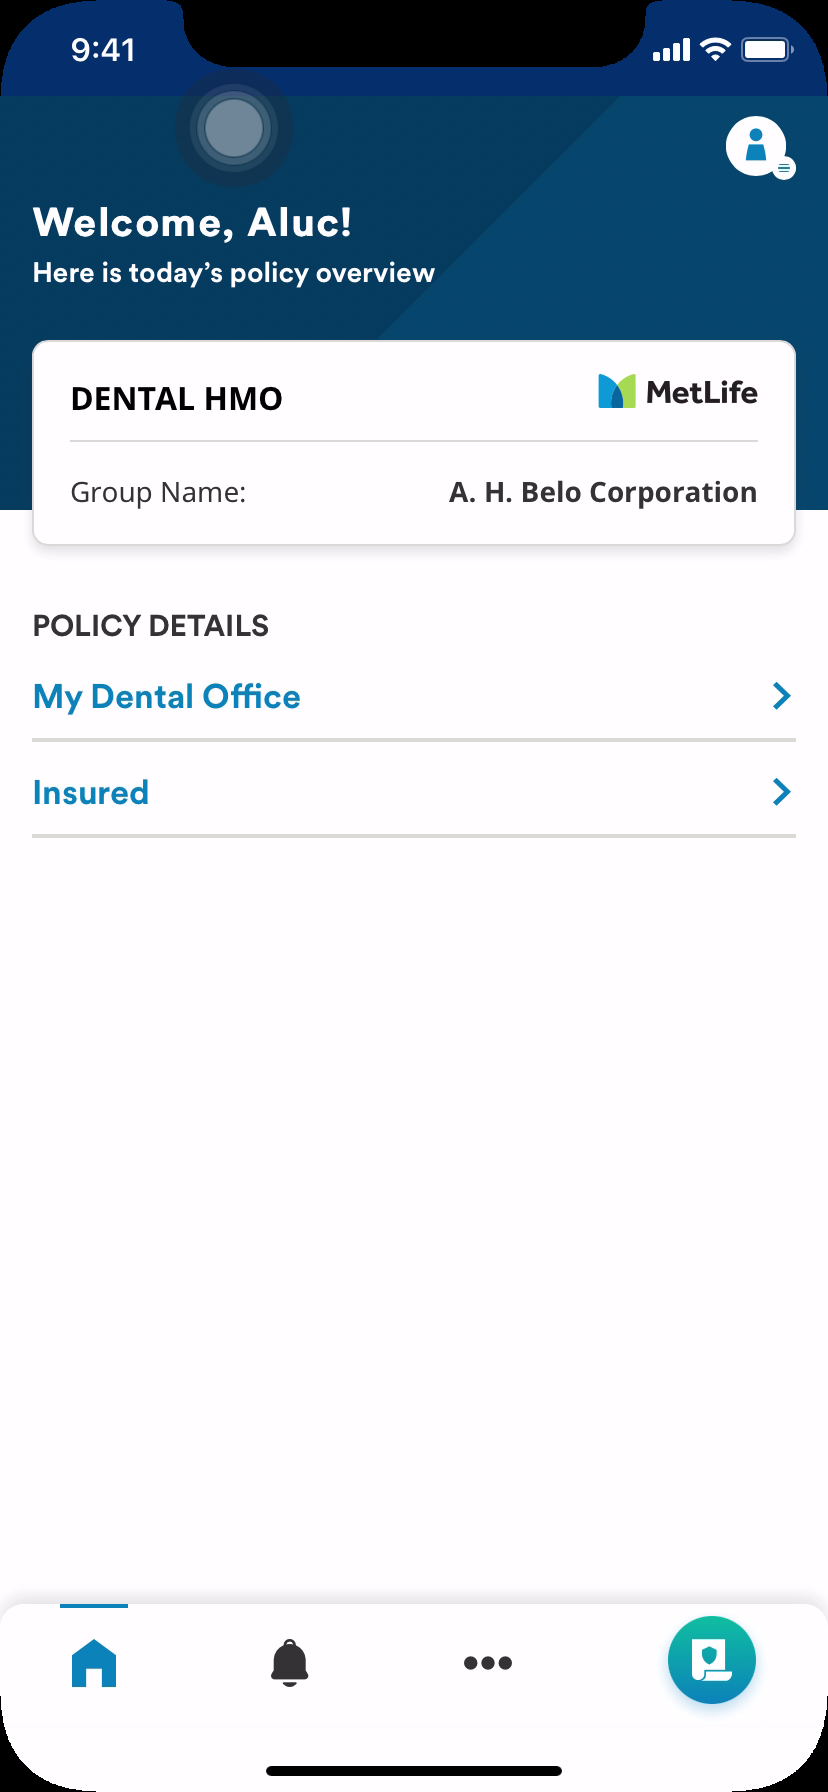 9:41
Welcome, Aluc!
Here is today's policy overview
DENTAL HMO
MetLife
Group Name:
A. H. Belo Corporation
POLICY DETAILS
My Dental Office
Insured